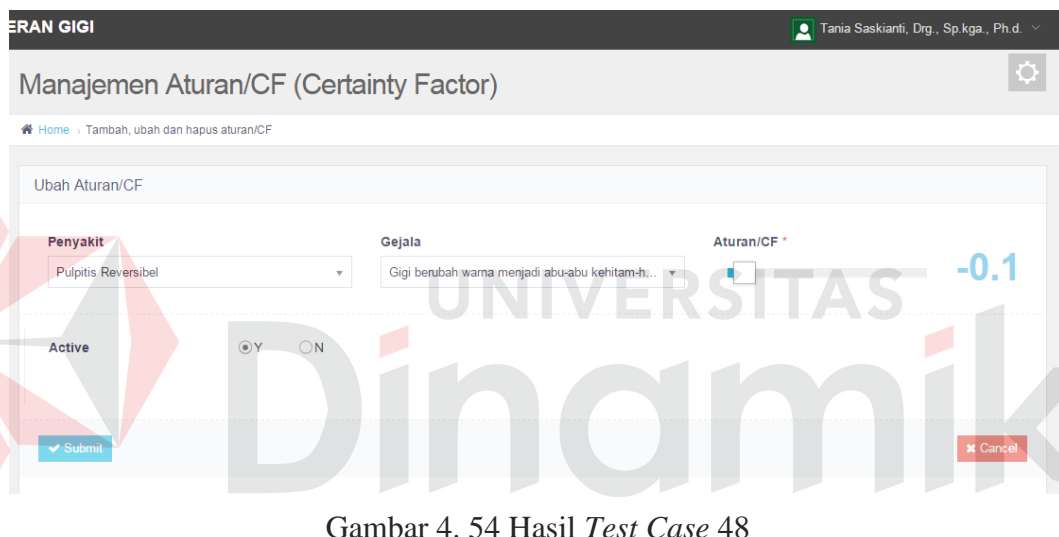 ERAN GIGI
Tania Saskianti, Drg., Sp.kga., Ph.d.
Manajemen Aturan/CF (Certainty Factor)
Home › Tambah, ubah dan hapus aturan/CF
Ubah Aturan/CF
Penyakit Gejala Aturan/CF *
Pulpitis Reversibel Gigi berubah warna menjadi abu-abu kehitam-h... -0.1
UNIVERSITAS
Active Y N
Dinamik
Submit Cancel
Gambar 4. 54 Hasil Test Case 48